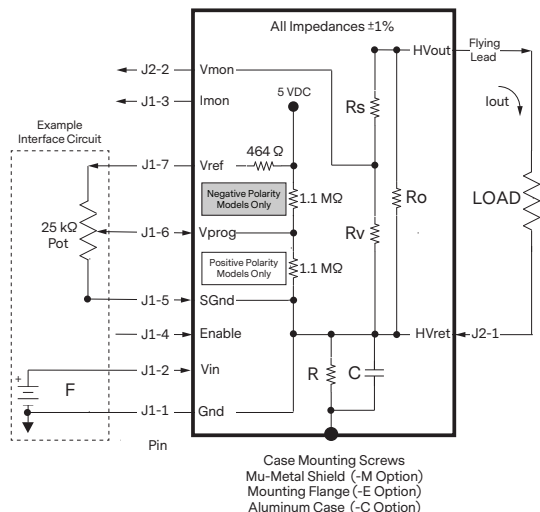 All Impedances ±1%
J2-2
Vmon
HVout
Flying
Lead
J1-3
Imon
5 VDC
Rs
Iout
Example
Interface Circuit
J1-7
Vref
464 Ω
Negative Polarity
Models Only
1.1 MΩ
Ro
LOAD
25 kΩ
Pot
J1-6
Vprog
Rv
Positive Polarity
Models Only
1.1 MΩ
J1-5
SGnd
J1-4
Enable
HVret
J2-1
J1-2
Vin
+
F
R
C
J1-1
Gnd
Pin
Case Mounting Screws
Mu-Metal Shield (-M Option)
Mounting Flange (-E Option)
Aluminum Case (-C Option)